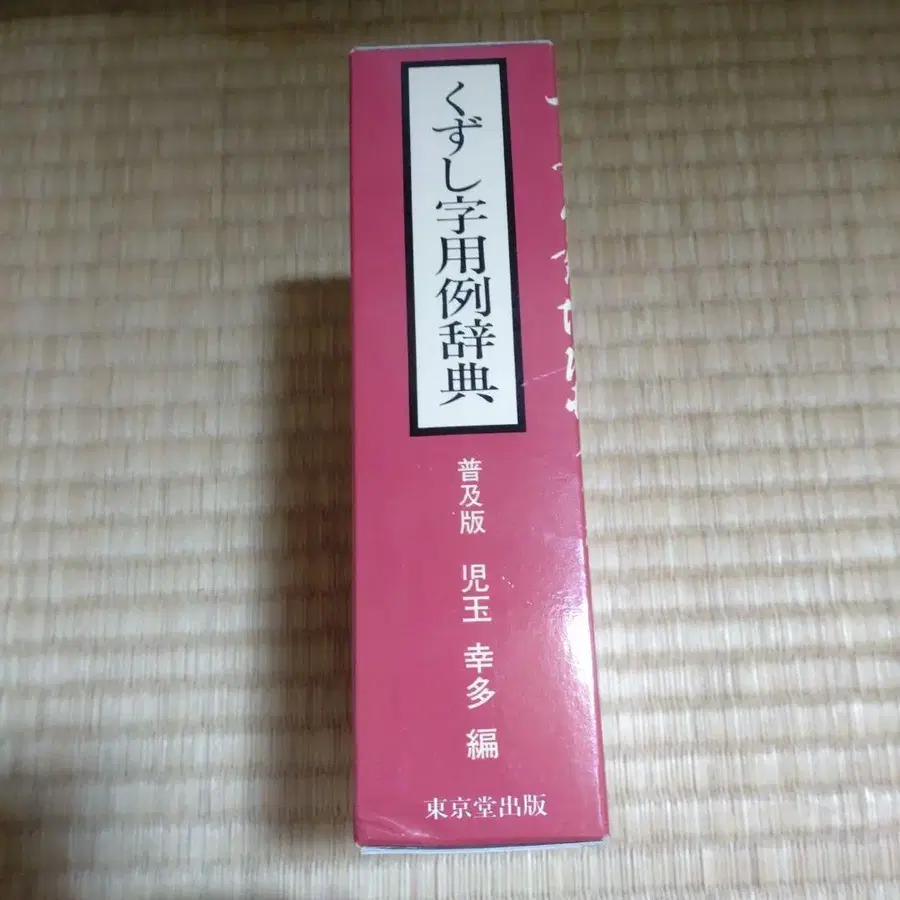 くずし字用例辞典
普及版 児玉 幸多 編
東京堂出版